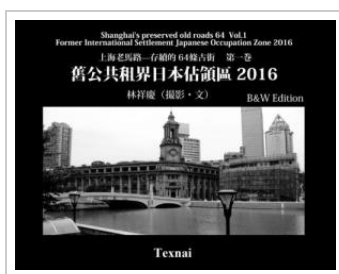 Shanghai's preserved old roads 64 Vol.1
Former International Settlement Japanese Occupation Zone 2016
上海老馬路—存續的 64條古街 第一卷
舊公共租界日本佔領區 2016
林祥慶（撮影・文）
B&W Edition
Texnai